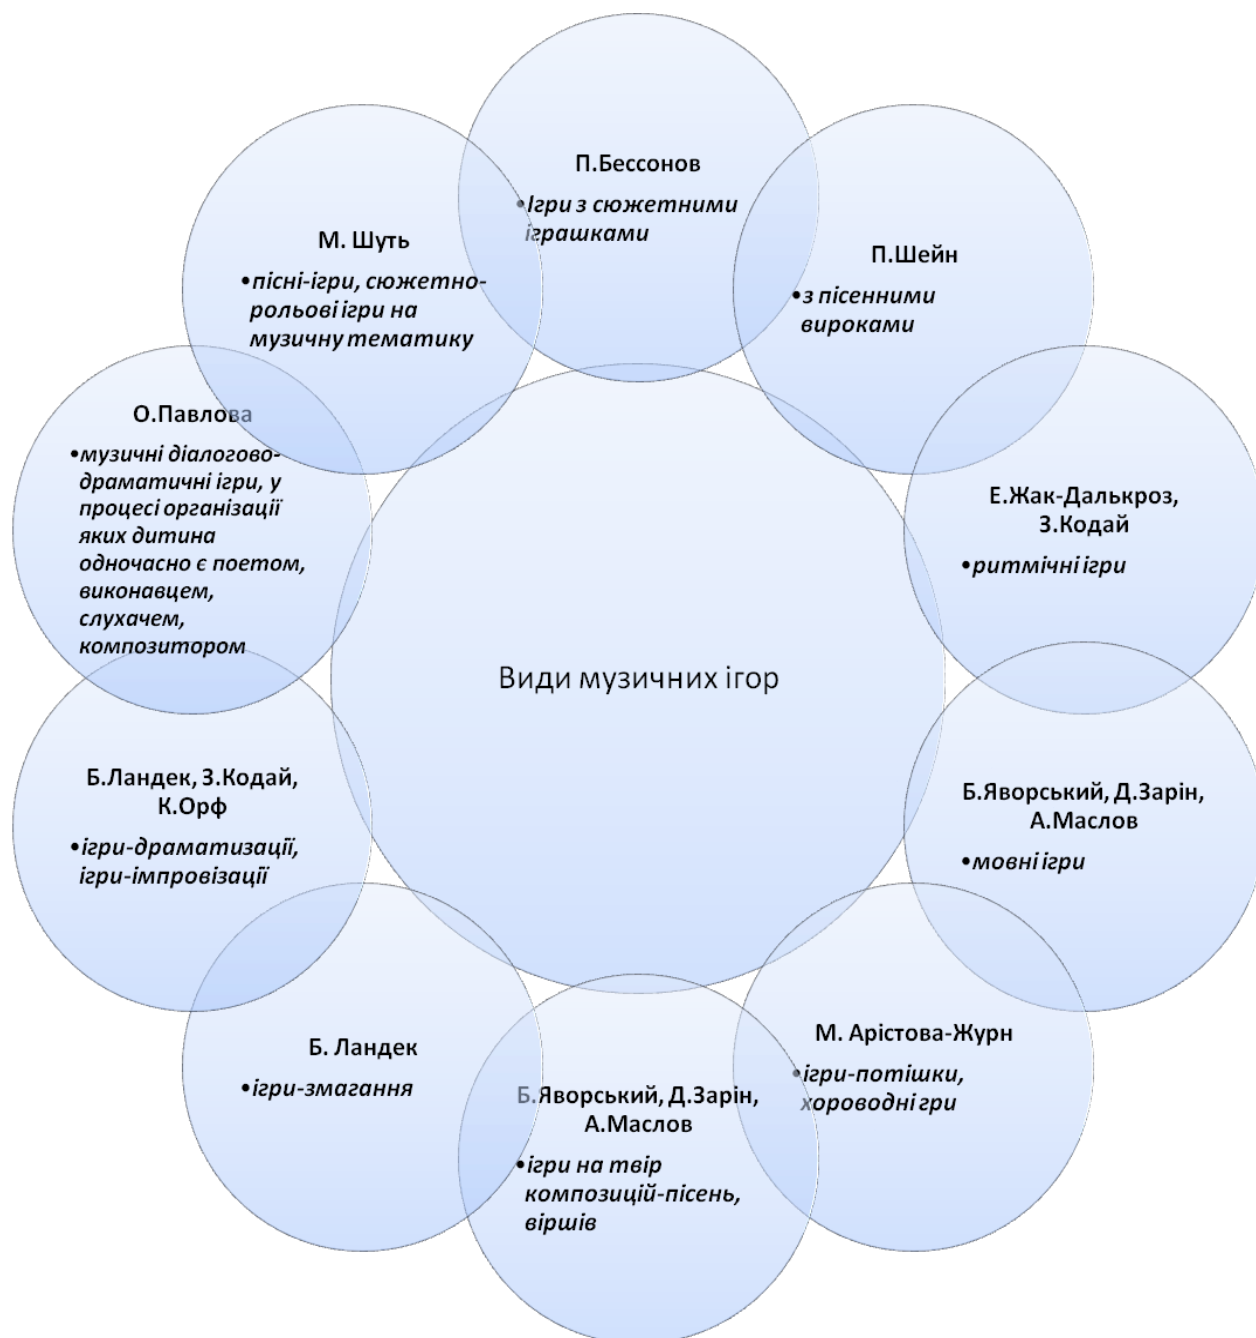 П.Бессонов
•Ігри з сюжетними
іграшками
П.Шейн
•з пісенними
вироками
Е.Жак-Далькроз,
З.Кодай
•ритмічні ігри
Б.Яворський, Д.Зарін,
А.Маслов
•мовні ігри
М. Арістова-Журн
•ігри-потішки,
хороводні гри
Б.Яворський, Д.Зарін,
А.Маслов
•ігри на твір
композицій-пісень,
віршів
Б. Ландек
•ігри-змагання
Б.Ландек, З.Кодай,
К.Орф
•ігри-драматизації,
ігри-імпровізації
О.Павлова
•музичні діалогово-
драматичні ігри, у
процесі організації
яких дитина
одночасно є поетом,
виконавцем,
слухачем,
композитором
М. Шуть
•пісні-ігри, сюжетно-
рольові ігри на
музичну тематику
Види музичних ігор